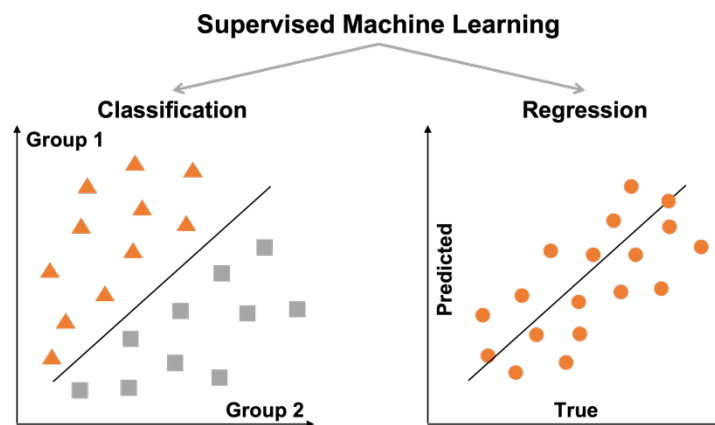 Supervised Machine Learning
Classification
Regression
Group 1
Group 2
Predicted
True